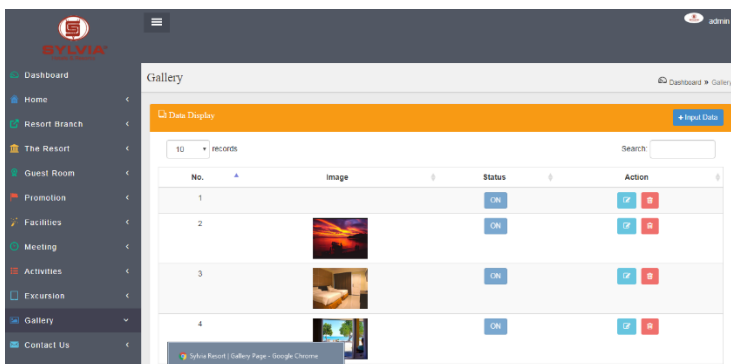 SYLVIA
admin
Dashboard
Home
Resort Branch
The Resort
Guest Room
Promotion
Facilities
Meeting
Activities
Excursion
Gallery
Contact Us
Gallery
Dashboard » Gallery
Data Display
+ Input Data
10 records
Search:
No. Image Status Action
1 ON
2 ON
3 ON
4 ON
Sylvia Resort | Gallery Page - Google Chrome